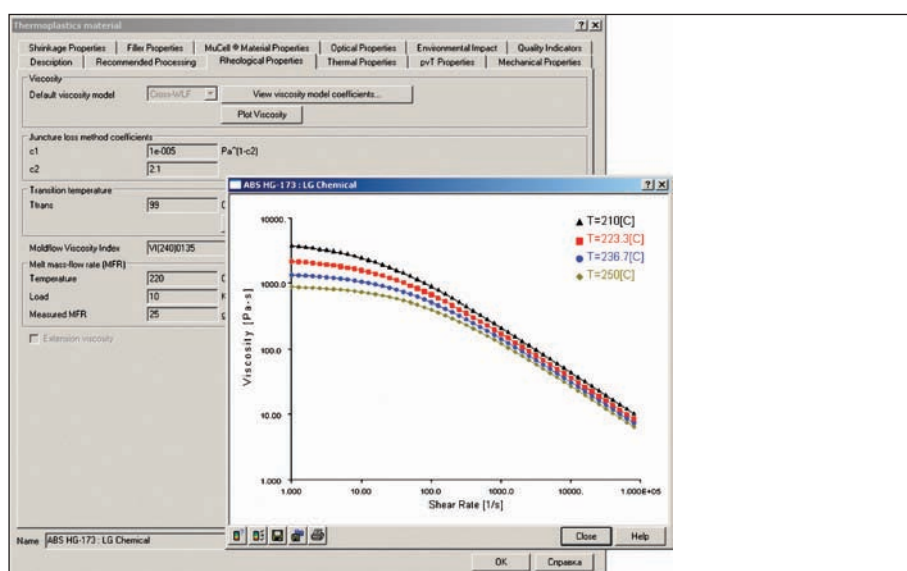 Thermoplastics material
Shrinkage Properties Filler Properties MuCell ® Material Properties Optical Properties Environmental Impact Quality Indicators
Description Recommended Processing Rheological Properties Thermal Properties pvT Properties Mechanical Properties
Viscosity
Default viscosity model Cross-WLF View viscosity model coefficients...
Plot Viscosity
Juncture loss method coefficients
c1 1e-005 Pa^(1-c2)
c2 2.1
Transition temperature
Ttrans 99 C
Moldflow Viscosity Index VI(240)0135
Melt mass-flow rate (MFR)
Temperature 220 C
Load 10
Measured MFR 25 g
Extension viscosity
Name ABS HG-173 : LG Chemical
OK Справка
ABS HG-173 : LG Chemical
T=210[C]
T=223.3[C]
T=236.7[C]
T=250[C]
Viscosity [Pa-s]
10000.
1000.0
100.0
10.00
1.000
1.000 10.00 100.0 1000.0 10000. 1.000E+05
Shear Rate [1/s]
Close Help